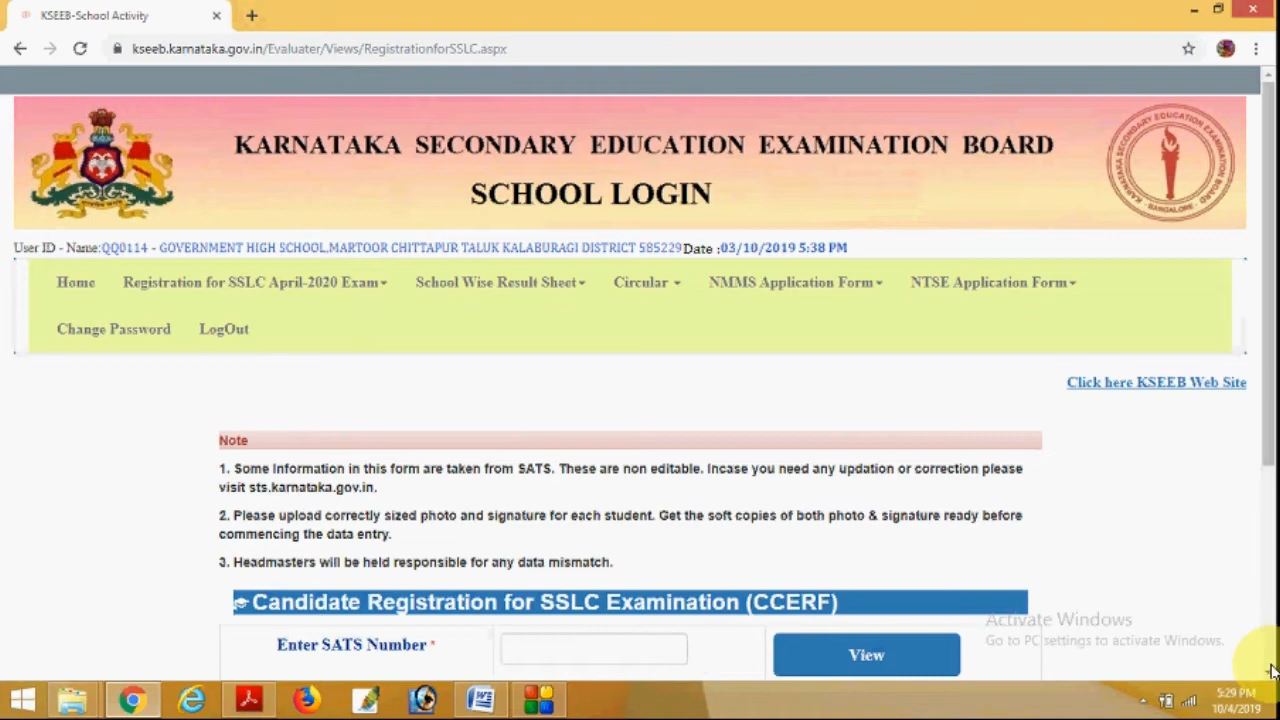 KSEEB-School Activity
kseeb.karnataka.gov.in/Evaluater/Views/RegistrationforSSLC.aspx
KARNATAKA SECONDARY EDUCATION EXAMINATION BOARD
SCHOOL LOGIN
KARNATAKA SECONDARY EDUCATION EXAMINATION BOARD
- BANGALORE -
User ID - Name:QQ0114 - GOVERNMENT HIGH SCHOOL,MARTOOR CHITTAPUR TALUK KALABURAGI DISTRICT 585229 Date :03/10/2019 5:38 PM
Home Registration for SSLC April-2020 Exam School Wise Result Sheet Circular NMMS Application Form NTSE Application Form
Change Password LogOut
Click here KSEEB Web Site
Note
1. Some Information in this form are taken from SATS. These are non editable. Incase you need any updation or correction please
visit sts.karnataka.gov.in.
2. Please upload correctly sized photo and signature for each student. Get the soft copies of both photo & signature ready before
commencing the data entry.
3. Headmasters will be held responsible for any data mismatch.
Candidate Registration for SSLC Examination (CCERF)
Enter SATS Number *
View
Activate Windows
Go to PC settings to activate Windows.
5:29 PM
10/4/2019